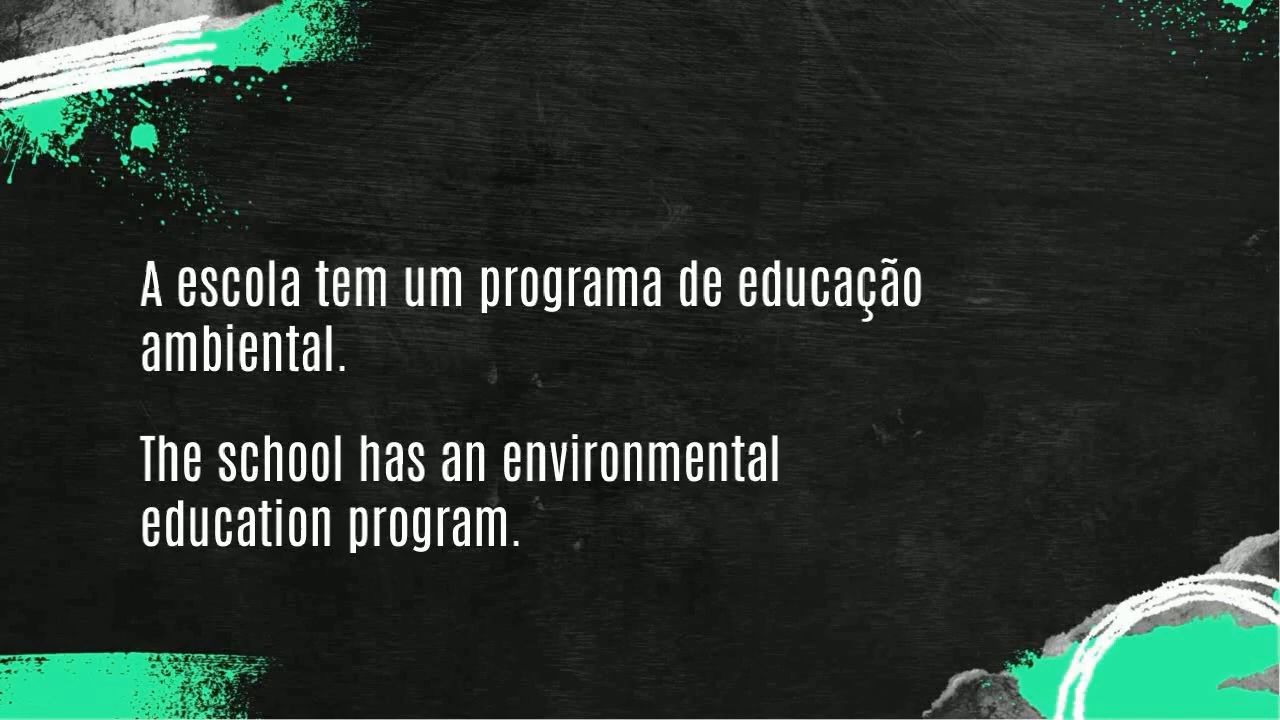 A escola tem um programa de educação
ambiental.
The school has an environmental
education program.